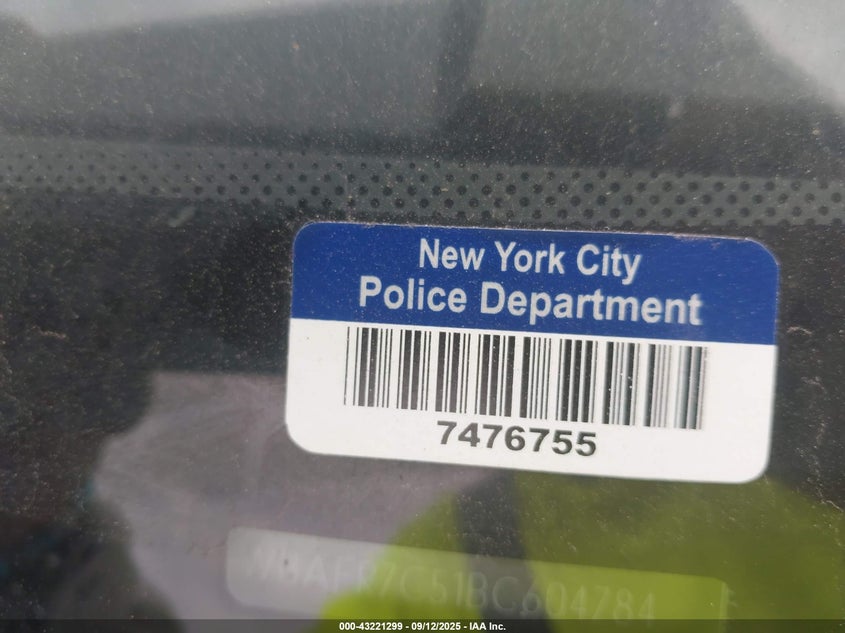 New York City
Police Department
7476755
000-43221299 - 09/12/2025 - IAA Inc.